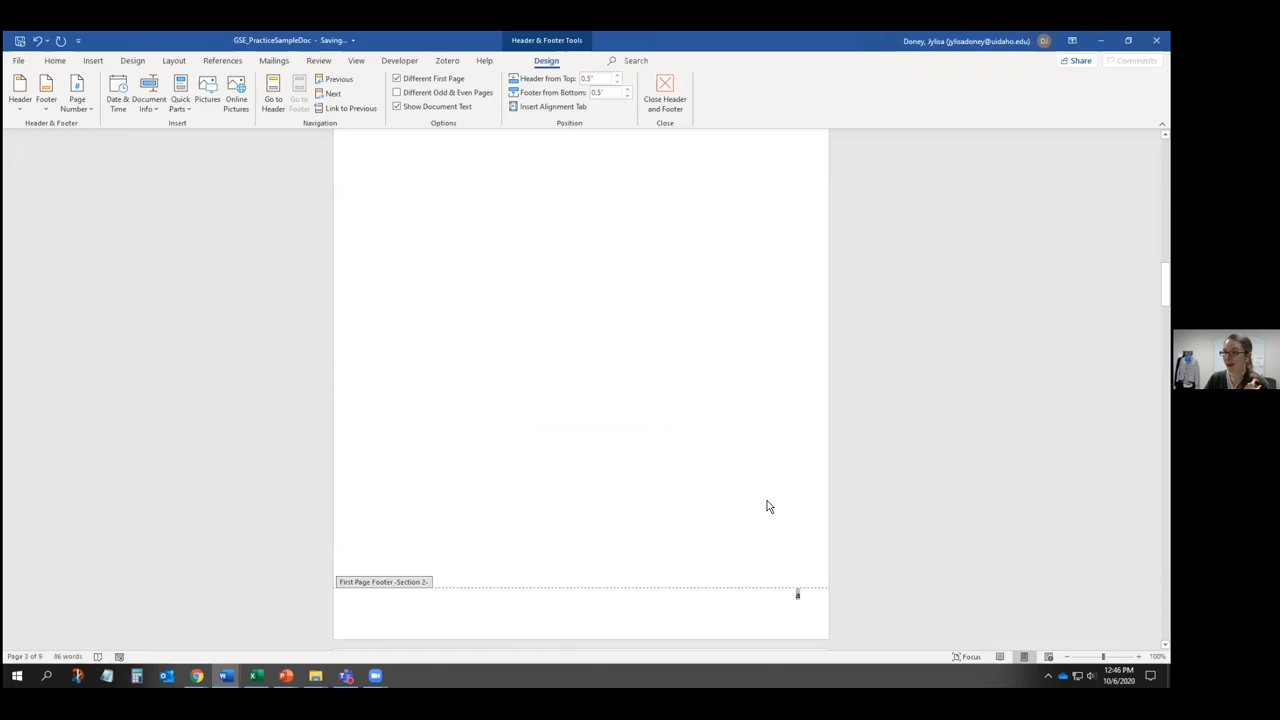 GSE_PracticeSampleDoc - Saving...
Header & Footer Tools
Doney, Jylisa (jylisadoney@uidaho.edu)
DJ
File Home Insert Design Layout References Mailings Review View Developer Zotero Help Design Search
Share Comments
Header Footer Page Number
Date & Time Document Info Quick Parts Pictures Online Pictures
Go to Header Go to Footer
Previous
Next
Link to Previous
Different First Page
Different Odd & Even Pages
Show Document Text
Header from Top: 0.5"
Footer from Bottom: 0.5"
Insert Alignment Tab
Close Header and Footer
Header & Footer Insert Navigation Options Position Close
First Page Footer -Section 2-
Page 3 of 9 86 words
Focus
100%
12:46 PM
10/6/2020